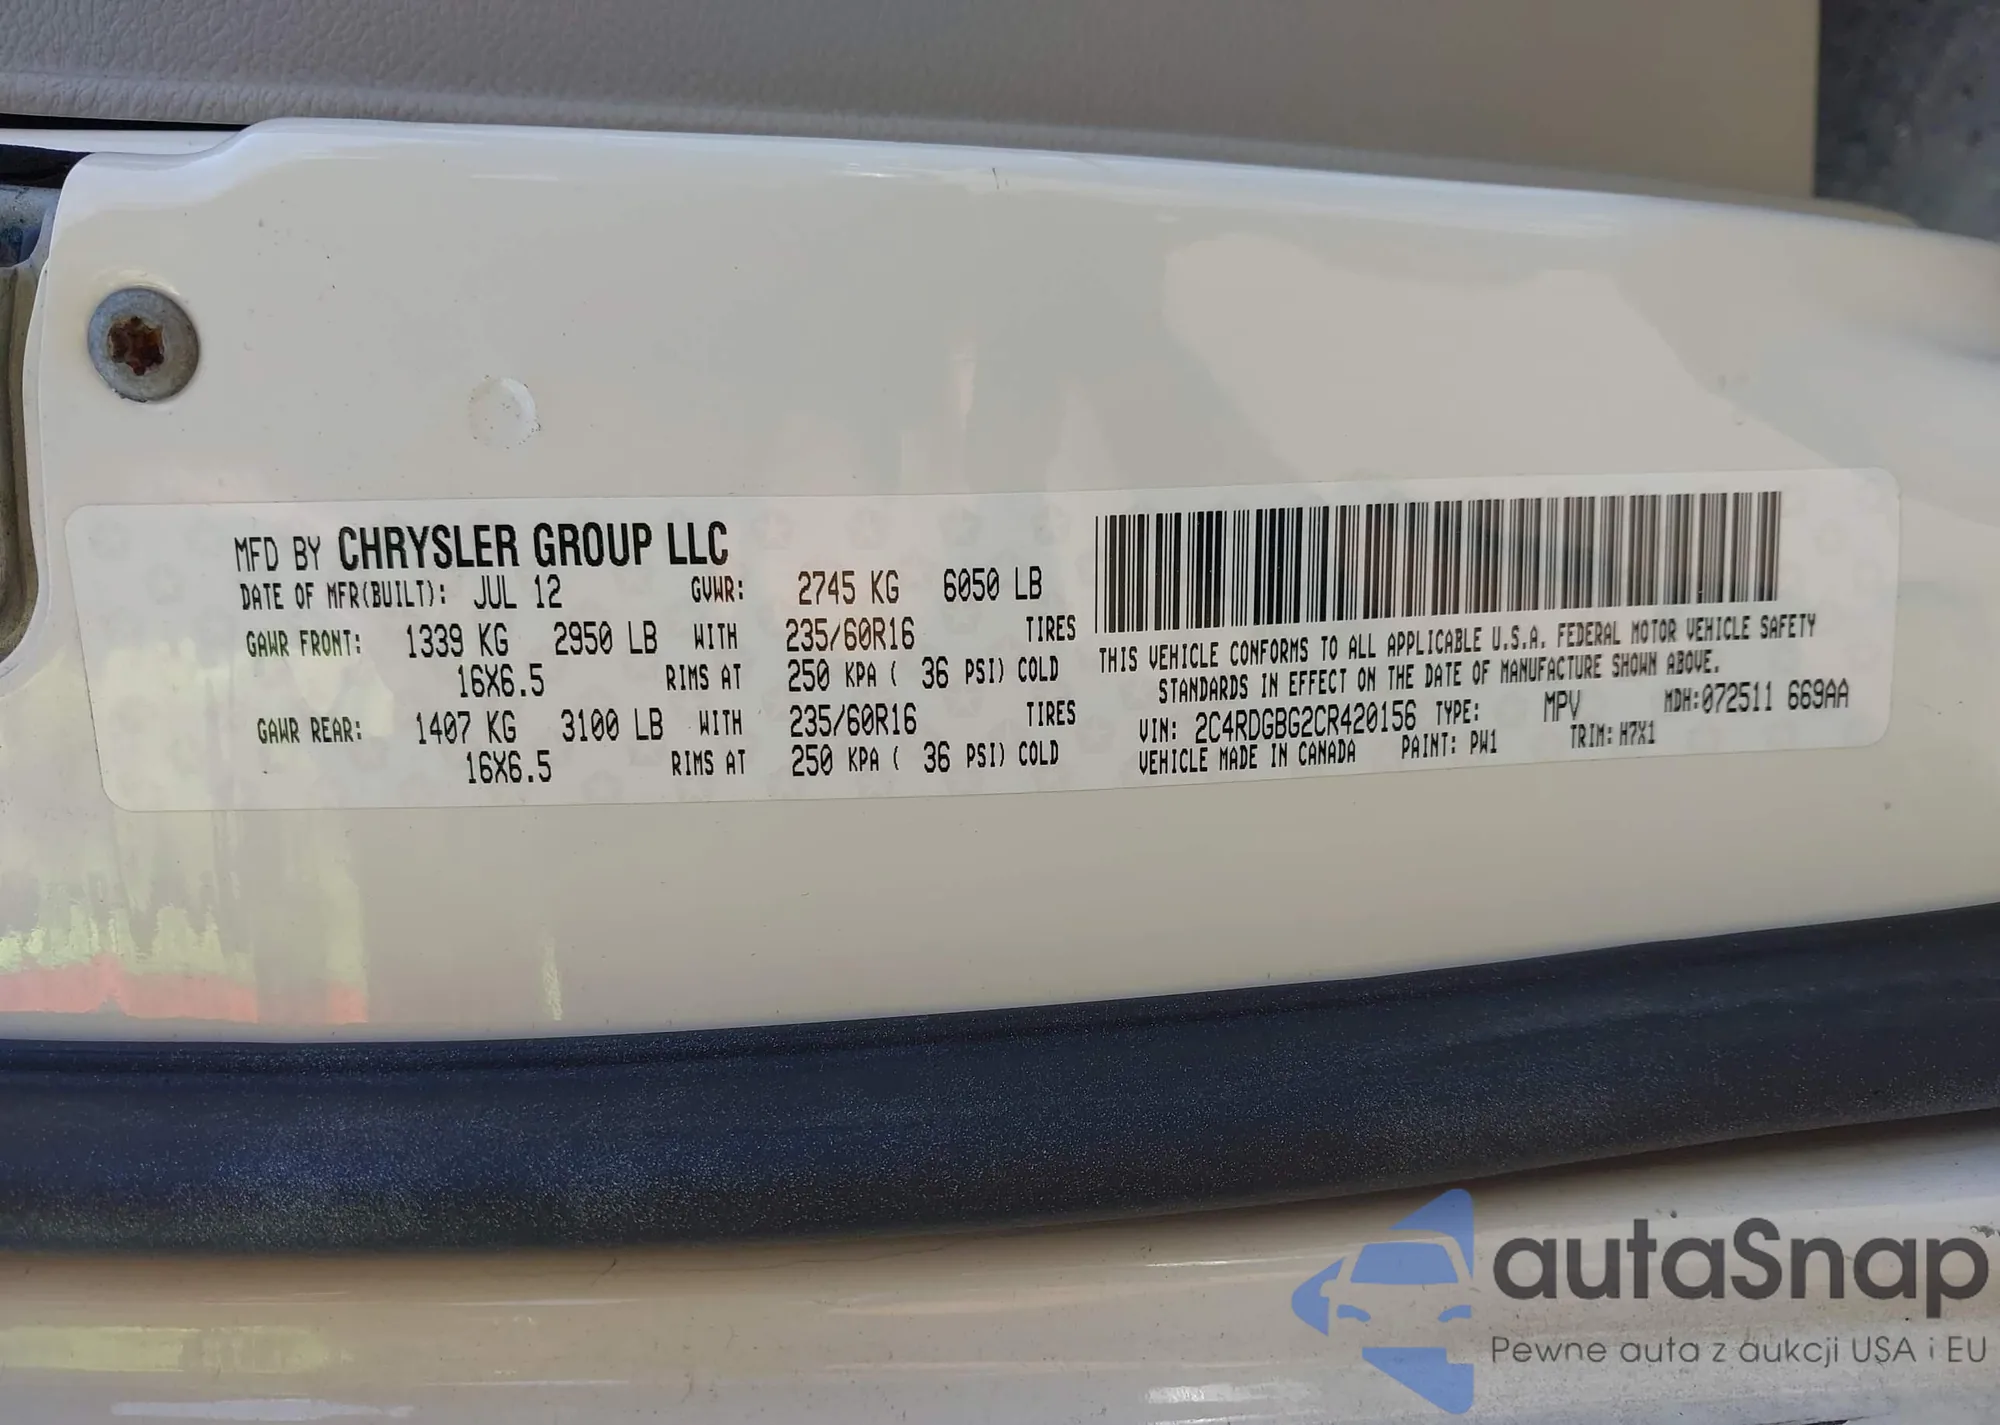 MFD BY CHRYSLER GROUP LLC
DATE OF MFR(BUILT): JUL 12 GVWR: 2745 KG 6050 LB
GAWR FRONT: 1339 KG 2950 LB WITH 235/60R16 TIRES
16X6.5 RIMS AT 250 KPA ( 36 PSI) COLD
GAWR REAR: 1407 KG 3100 LB WITH 235/60R16 TIRES
16X6.5 RIMS AT 250 KPA ( 36 PSI) COLD
THIS VEHICLE CONFORMS TO ALL APPLICABLE U.S.A. FEDERAL MOTOR VEHICLE SAFETY
STANDARDS IN EFFECT ON THE DATE OF MANUFACTURE SHOWN ABOVE.
VIN: 2C4RDGBG2CR420156 TYPE: MPV MDH:072511 669AA
VEHICLE MADE IN CANADA PAINT: PW1 TRIM: H7X1
autaSnap
Pewne auta z aukcji USA i EU